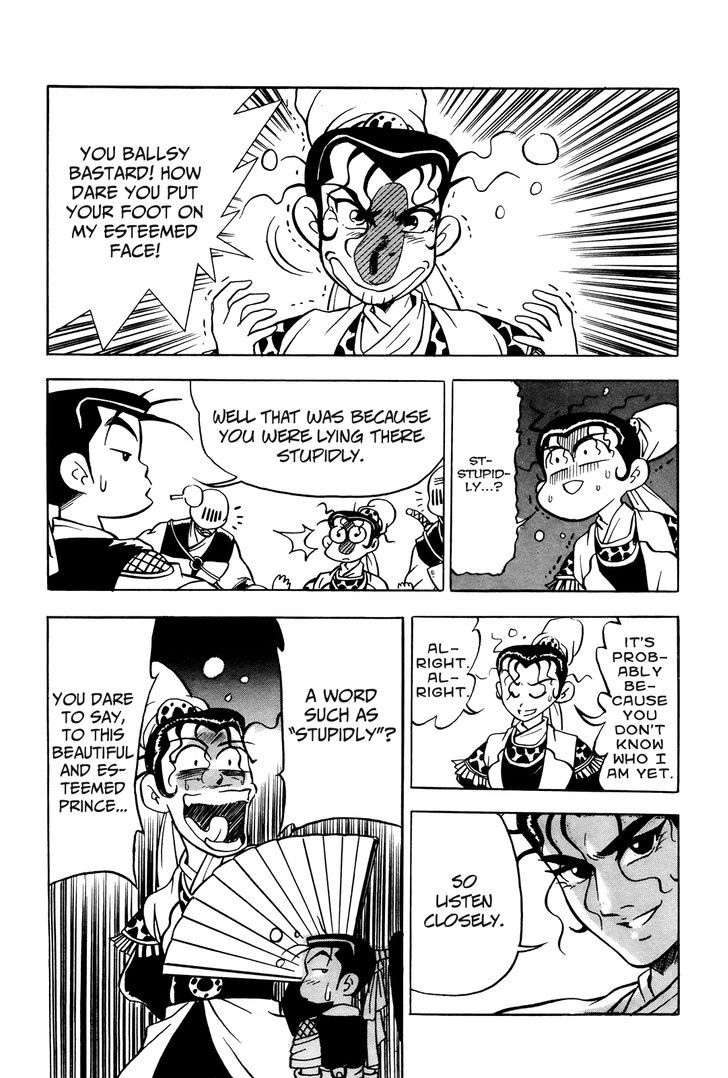 YOU BALLSY
BASTARD! HOW
DARE YOU PUT
YOUR FOOT ON
MY ESTEEMED
FACE!
WELL THAT WAS BECAUSE
YOU WERE LYING THERE
STUPIDLY.
ST-
STUPID-
LY...?
YOU DARE
TO SAY,
TO THIS
BEAUTIFUL
AND ES-
TEEMED
PRINCE...
A WORD
SUCH AS
"STUPIDLY"?
AL-
RIGHT.
AL-
RIGHT.
IT'S
PROB-
ABLY
BE-
CAUSE
YOU
DON'T
KNOW
WHO I
AM YET.
SO
LISTEN
CLOSELY.